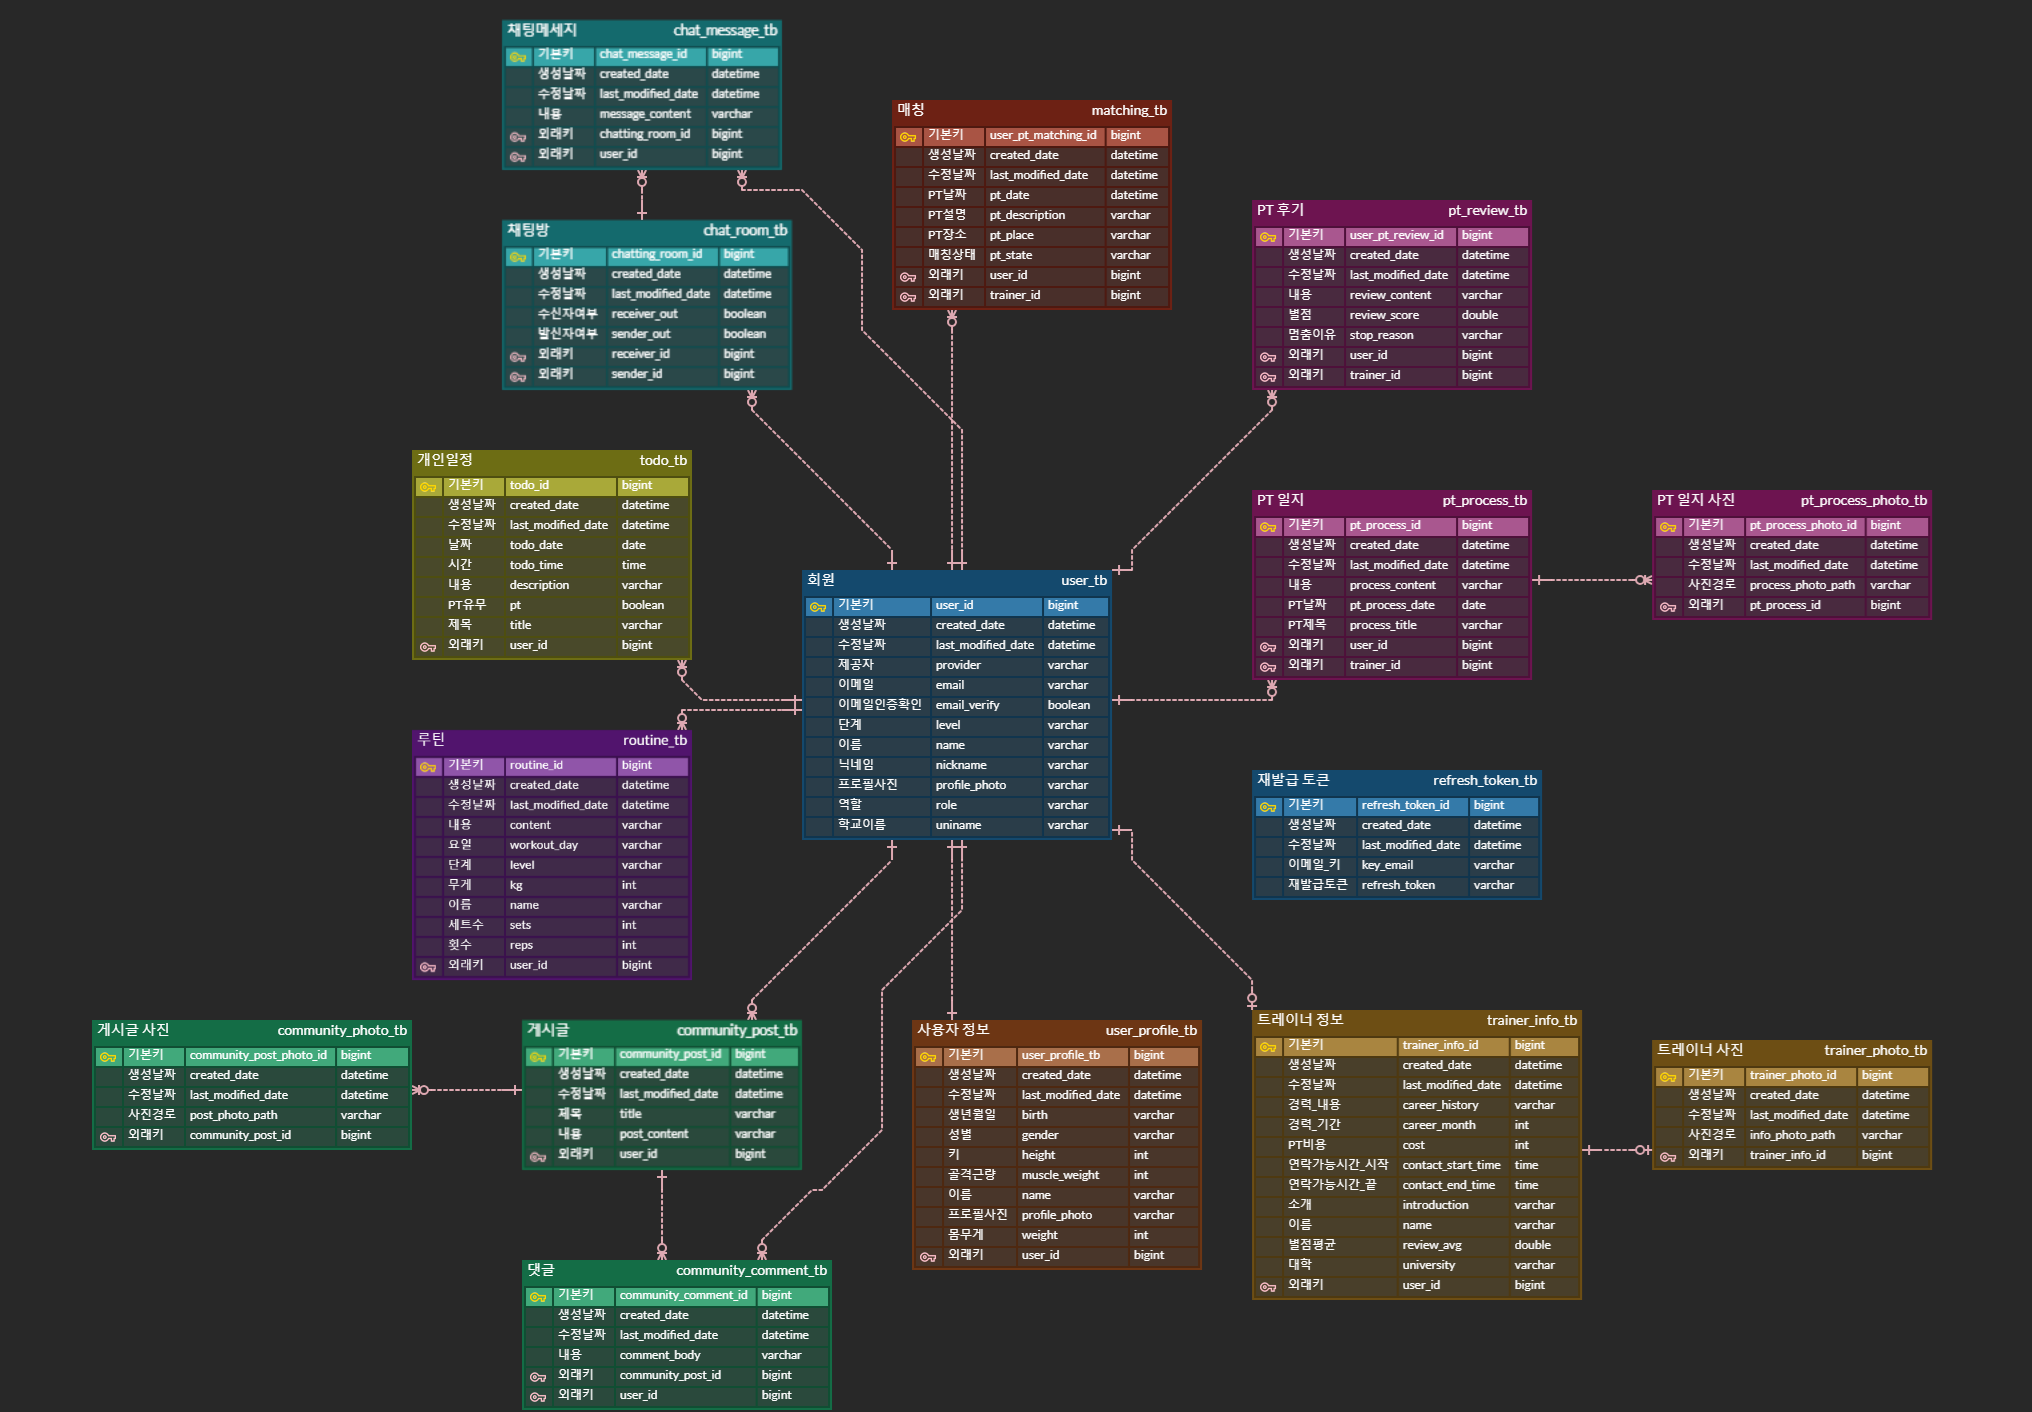 채팅메세지 chat_message_tb
기본키 chat_message_id bigint
생성날짜 created_date datetime
수정날짜 last_modified_date datetime
내용 message_content varchar
외래키 chatting_room_id bigint
외래키 user_id bigint
매칭 matching_tb
기본키 user_pt_matching_id bigint
생성날짜 created_date datetime
수정날짜 last_modified_date datetime
PT날짜 pt_date datetime
PT설명 pt_description varchar
PT장소 pt_place varchar
매칭상태 pt_state varchar
외래키 user_id bigint
외래키 trainer_id bigint
PT 후기 pt_review_tb
기본키 user_pt_review_id bigint
생성날짜 created_date datetime
수정날짜 last_modified_date datetime
내용 review_content varchar
별점 review_score double
멈춤이유 stop_reason varchar
외래키 user_id bigint
외래키 trainer_id bigint
채팅방 chat_room_tb
기본키 chatting_room_id bigint
생성날짜 created_date datetime
수정날짜 last_modified_date datetime
수신자여부 receiver_out boolean
발신자여부 sender_out boolean
외래키 receiver_id bigint
외래키 sender_id bigint
개인일정 todo_tb
기본키 todo_id bigint
생성날짜 created_date datetime
수정날짜 last_modified_date datetime
날짜 todo_date date
시간 todo_time time
내용 description varchar
PT유무 pt boolean
제목 title varchar
외래키 user_id bigint
PT 일지 pt_process_tb
기본키 pt_process_id bigint
생성날짜 created_date datetime
수정날짜 last_modified_date datetime
내용 process_content varchar
PT날짜 pt_process_date date
PT제목 process_title varchar
외래키 user_id bigint
외래키 trainer_id bigint
PT 일지 사진 pt_process_photo_tb
기본키 pt_process_photo_id bigint
생성날짜 created_date datetime
수정날짜 last_modified_date datetime
사진경로 process_photo_path varchar
외래키 pt_process_id bigint
회원 user_tb
기본키 user_id bigint
생성날짜 created_date datetime
수정날짜 last_modified_date datetime
제공자 provider varchar
이메일 email varchar
이메일인증확인 email_verify boolean
단계 level varchar
이름 name varchar
닉네임 nickname varchar
프로필사진 profile_photo varchar
역할 role varchar
학교이름 uniname varchar
루틴 routine_tb
기본키 routine_id bigint
생성날짜 created_date datetime
수정날짜 last_modified_date datetime
내용 content varchar
요일 workout_day varchar
단계 level varchar
무게 kg int
이름 name varchar
세트수 sets int
횟수 reps int
외래키 user_id bigint
재발급 토큰 refresh_token_tb
기본키 refresh_token_id bigint
생성날짜 created_date datetime
수정날짜 last_modified_date datetime
이메일_키 key_email varchar
재발급토큰 refresh_token varchar
게시글 사진 community_photo_tb
기본키 community_post_photo_id bigint
생성날짜 created_date datetime
수정날짜 last_modified_date datetime
사진경로 post_photo_path varchar
외래키 community_post_id bigint
게시글 community_post_tb
기본키 community_post_id bigint
생성날짜 created_date datetime
수정날짜 last_modified_date datetime
제목 title varchar
내용 post_content varchar
외래키 user_id bigint
사용자 정보 user_profile_tb
기본키 user_profile_tb bigint
생성날짜 created_date datetime
수정날짜 last_modified_date datetime
생년월일 birth varchar
성별 gender varchar
키 height int
골격근량 muscle_weight int
이름 name varchar
프로필사진 profile_photo varchar
몸무게 weight int
외래키 user_id bigint
트레이너 정보 trainer_info_tb
기본키 trainer_info_id bigint
생성날짜 created_date datetime
수정날짜 last_modified_date datetime
경력_내용 career_history varchar
경력_기간 career_month int
PT비용 cost int
연락가능시간_시작 contact_start_time time
연락가능시간_끝 contact_end_time time
소개 introduction varchar
이름 name varchar
별점평균 review_avg double
대학 university varchar
외래키 user_id bigint
트레이너 사진 trainer_photo_tb
기본키 trainer_photo_id bigint
생성날짜 created_date datetime
수정날짜 last_modified_date datetime
사진경로 info_photo_path varchar
외래키 trainer_info_id bigint
댓글 community_comment_tb
기본키 community_comment_id bigint
생성날짜 created_date datetime
수정날짜 last_modified_date datetime
내용 comment_body varchar
외래키 community_post_id bigint
외래키 user_id bigint